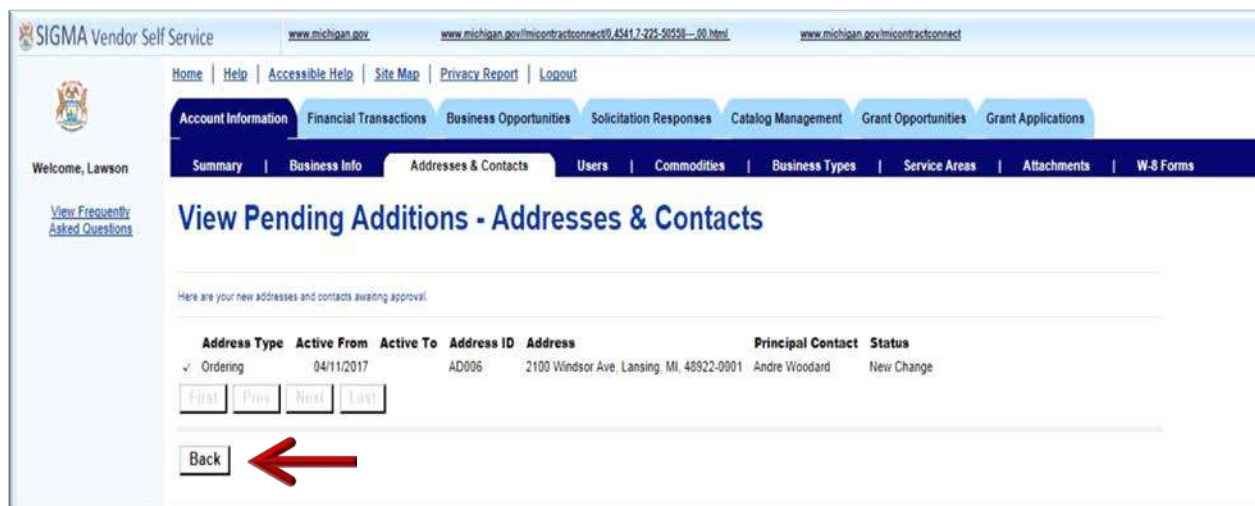 SIGMA Vendor Self Service
www.michigan.gov www.michigan.gov//micontractconnect/0,4541,7-225-50558---,00.html www.michigan.gov/micontractconnect
Home | Help | Accessible Help | Site Map | Privacy Report | Logout
Account Information Financial Transactions Business Opportunities Solicitation Responses Catalog Management Grant Opportunities Grant Applications
Welcome, Lawson
Summary | Business Info Addresses & Contacts Users | Commodities | Business Types | Service Areas | Attachments | W-8 Forms
View Frequently
Asked Questions
View Pending Additions - Addresses & Contacts
Here are your new addresses and contacts awaiting approval.
Address Type Active From Active To Address ID Address Principal Contact Status
✓ Ordering 04/11/2017 AD006 2100 Windsor Ave, Lansing, MI, 48922-0001 Andre Woodard New Change
First Prev Next Last
Back